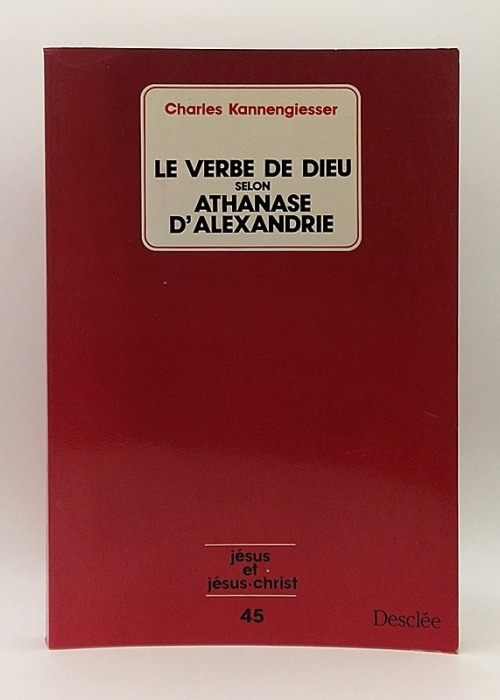 Charles Kannengiesser
LE VERBE DE DIEU
SELON
ATHANASE
D'ALEXANDRIE
jésus
et
jésus-christ
45
Desclée